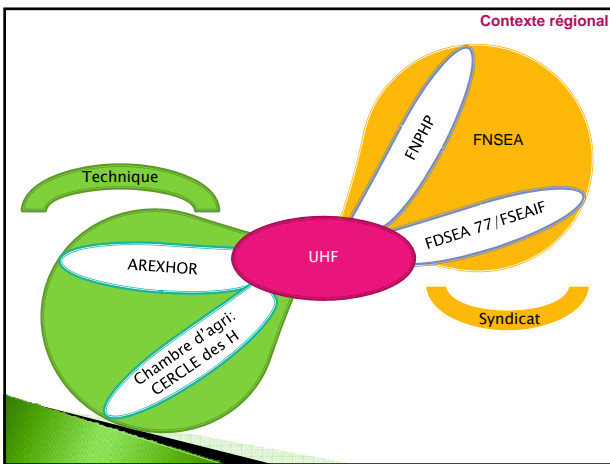 Contexte régional
FNPHP
FNSEA
Technique
FDSEA 77/FSEAIF
UHF
AREXHOR
Syndicat
Chambre d'agri:
CERCLE des H